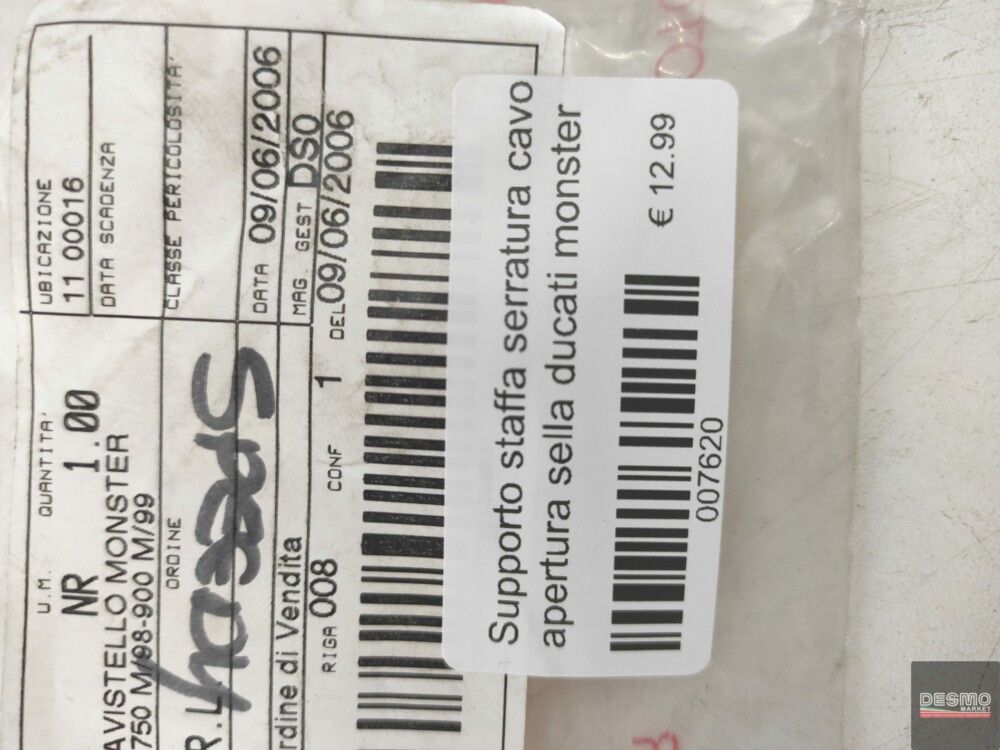 UBICAZIONE
11 00016
DATA SCADENZA
CLASSE PERICOLOSITA'
DATA 09/06/2006
MAG. GEST DS0
U.M. QUANTITA'
NR 1.00
AVISTELLO MONSTER
750 M/98-900 M/99
ORDINE
rdine di Vendita
RIGA 008 CONF 1 DEL 09/06/2006
Supporto staffa serratura cavo
apertura sella ducati monster
€ 12.99
007620
DESMO
MARKET